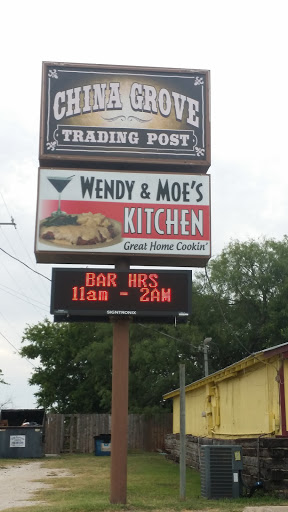 CHINA GROVE
TRADING POST
WENDY & MOE'S
KITCHEN
Great Home Cookin'
BAR HRS
11am - 2AM
SIGNTRONIX